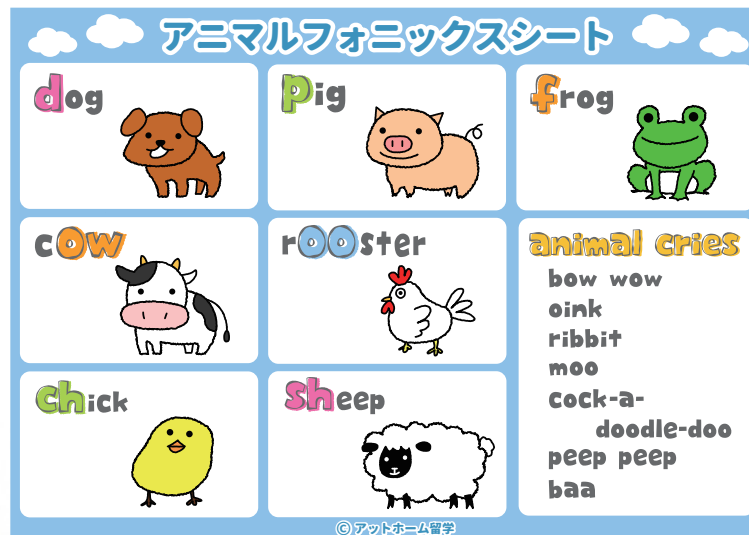 アニマルフォニックスシート
dog
pig
frog
cow
rooster
animal cries
bow wow
oink
ribbit
moo
cock-a-
doodle-doo
peep peep
baa
chick
sheep
© アットホーム留学